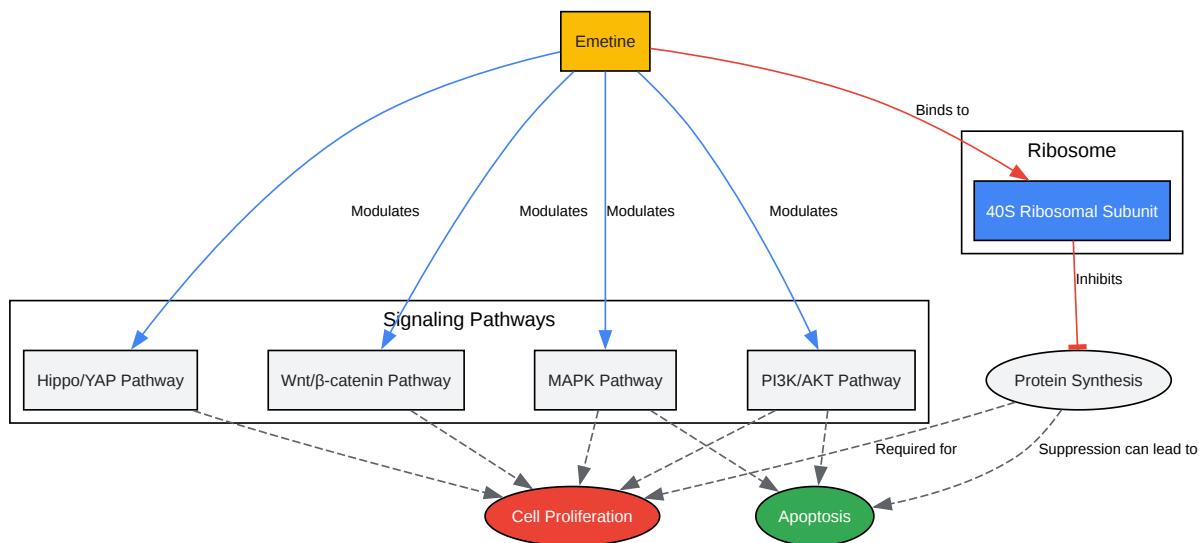 Emetine
Binds to
Ribosome
40S Ribosomal Subunit
Modulates
Modulates
Modulates
Modulates
Inhibits
Signaling Pathways
Hippo/YAP Pathway
Wnt/β-catenin Pathway
MAPK Pathway
PI3K/AKT Pathway
Protein Synthesis
Required for
Suppression can lead to
Cell Proliferation
Apoptosis